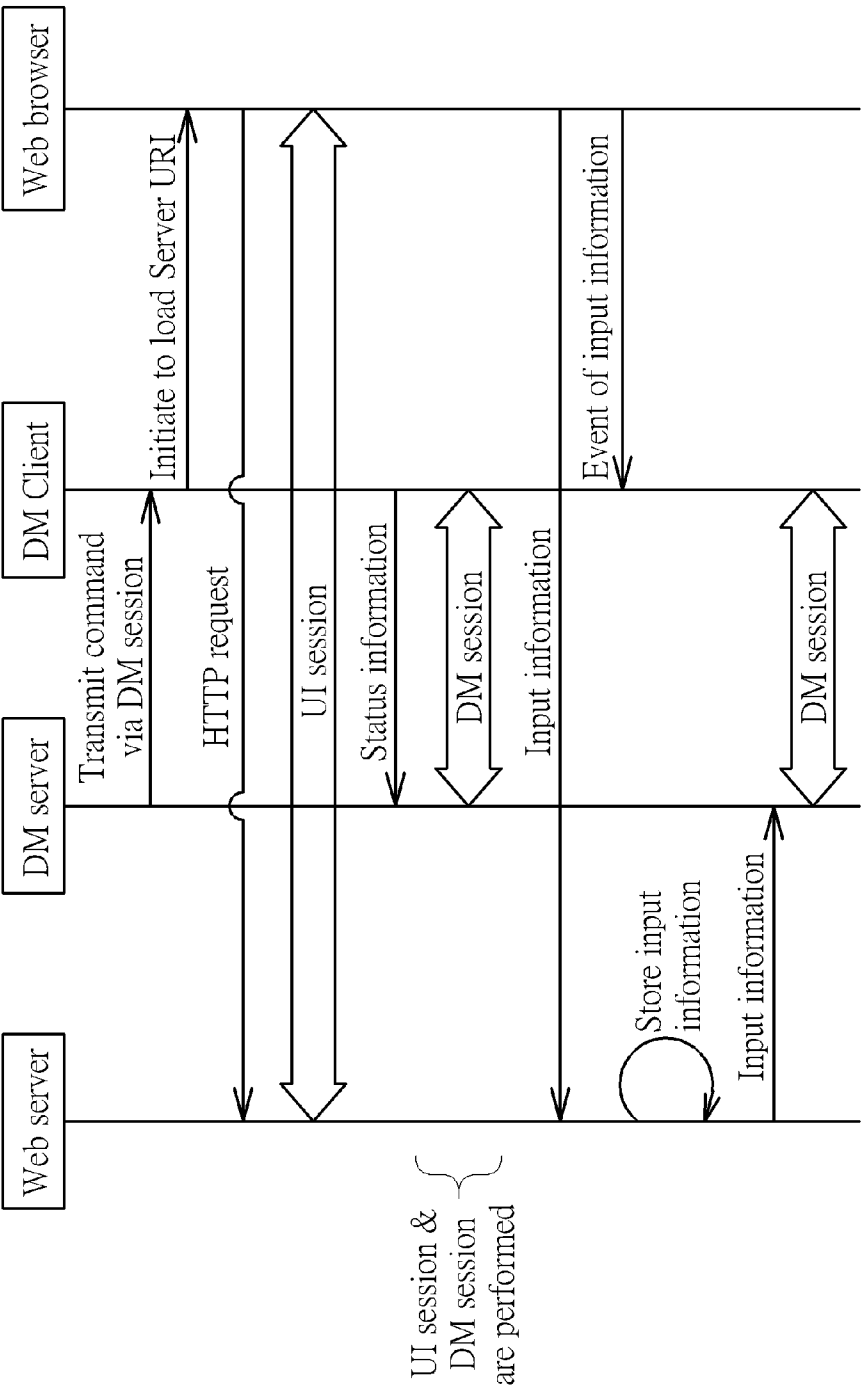 Web server
DM server
DM Client
Web browser
Transmit command
via DM session
Initiate to load Server URI
HTTP request
UI session
Status information
UI session &
DM session
are performed
DM session
Input information
Event of input information
Store input
information
Input information
DM session